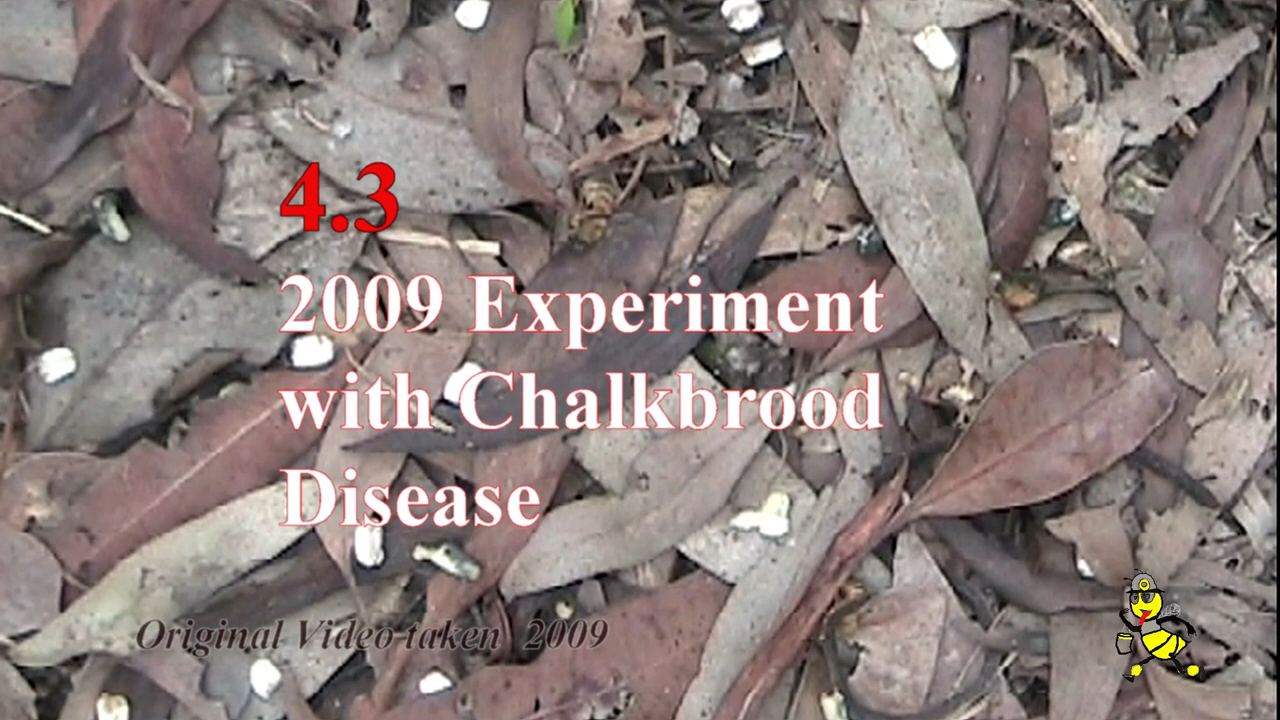 4.3
2009 Experiment
with Chalkbrood
Disease
Original Video taken 2009